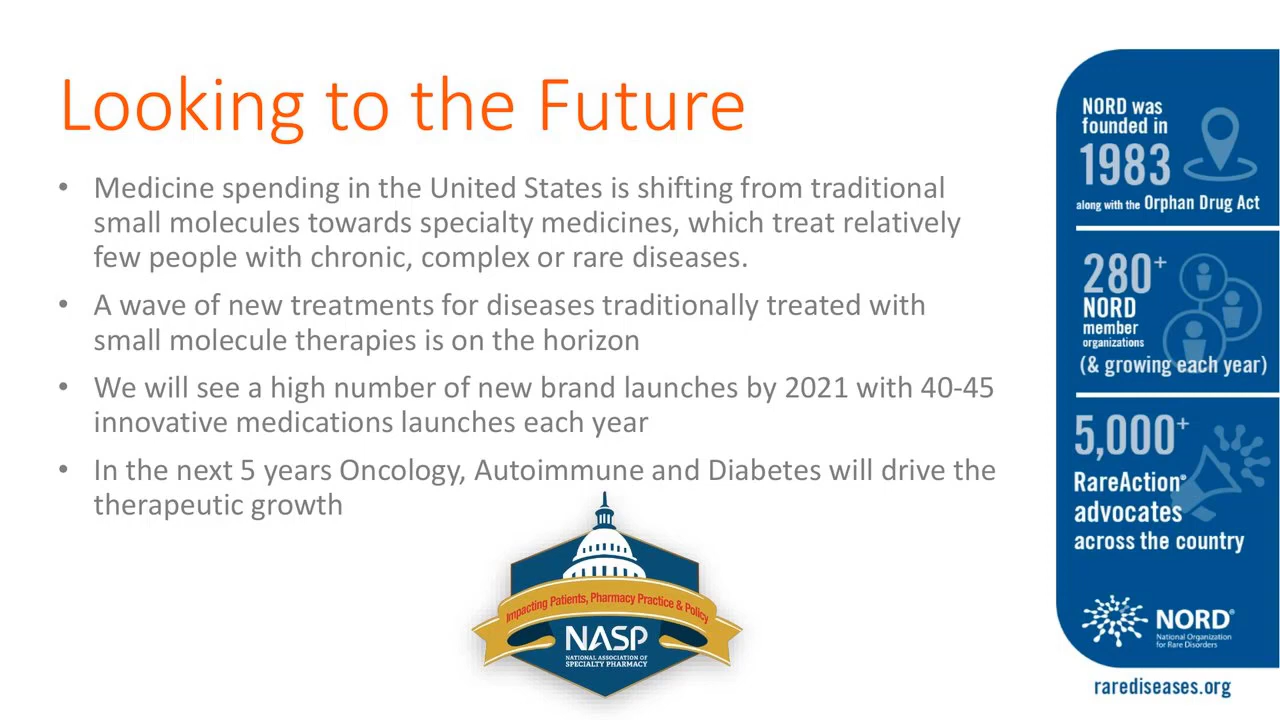 Looking to the Future
• Medicine spending in the United States is shifting from traditional
small molecules towards specialty medicines, which treat relatively
few people with chronic, complex or rare diseases.
• A wave of new treatments for diseases traditionally treated with
small molecule therapies is on the horizon
• We will see a high number of new brand launches by 2021 with 40-45
innovative medications launches each year
• In the next 5 years Oncology, Autoimmune and Diabetes will drive the
therapeutic growth
Impacting Patients, Pharmacy Practice & Policy
NASP
NATIONAL ASSOCIATION OF
SPECIALTY PHARMACY
NORD was
founded in
1983
along with the Orphan Drug Act
280+
NORD
member
organizations
(& growing each year)
5,000+
RareAction®
advocates
across the country
NORD®
National Organization
for Rare Disorders
rarediseases.org